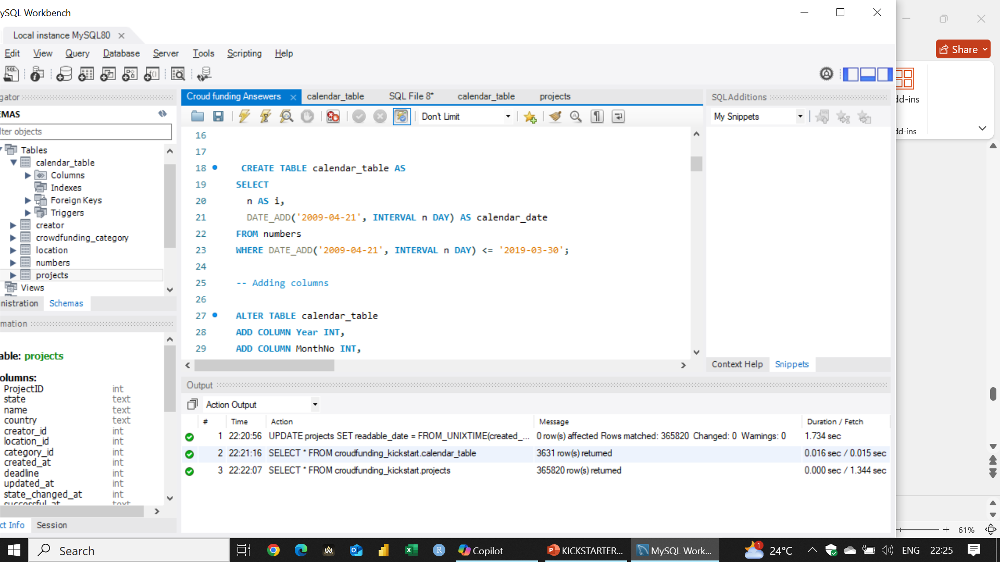 ySQL Workbench
Local instance MySQL80
Edit View Query Database Server Tools Scripting Help
Share
dd-ins
dd-ins
gator
EMAS
lter objects
Tables
calendar_table
Columns
Indexes
Foreign Keys
Triggers
creator
crowdfunding_category
location
numbers
projects
Views
nistration Schemas
mation
able: projects
olumns:
ProjectID int
state text
name text
country text
creator_id int
location_id int
category_id int
created_at int
deadline int
updated_at int
state_changed_at int
successful_at text
ct Info Session
Croud funding Ansewers calendar_table SQL File 8* calendar_table projects
Don't Limit
16
17
18 CREATE TABLE calendar_table AS
19 SELECT
20 n AS i,
21 DATE_ADD('2009-04-21', INTERVAL n DAY) AS calendar_date
22 FROM numbers
23 WHERE DATE_ADD('2009-04-21', INTERVAL n DAY) <= '2019-03-30';
24
25 -- Adding columns
26
27 ALTER TABLE calendar_table
28 ADD COLUMN Year INT,
29 ADD COLUMN MonthNo INT,
SQLAdditions
My Snippets
Context Help Snippets
Output
Action Output
# Time Action Message Duration / Fetch
1 22:20:56 UPDATE projects SET readable_date = FROM_UNIXTIME(created_... 0 row(s) affected Rows matched: 365820 Changed: 0 Warnings: 0 1.734 sec
2 22:21:16 SELECT * FROM croudfunding_kickstart.calendar_table 3631 row(s) returned 0.016 sec / 0.015 sec
3 22:22:07 SELECT * FROM croudfunding_kickstart.projects 365820 row(s) returned 0.000 sec / 1.344 sec
61%
Search Copilot KICKSTARTER... MySQL Work... 1 24°C ENG 22:25